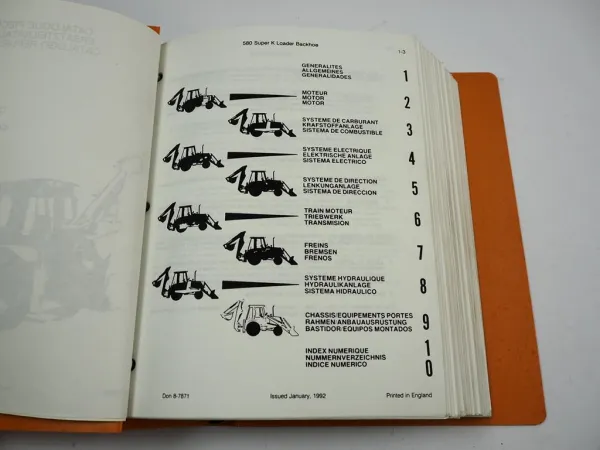 580 Super K Loader Backhoe
1-3
GENERALITES
ALLGEMEINES
GENERALIDADES
1
MOTEUR
MOTOR
MOTOR
2
SYSTEME DE CARBURANT
KRAFSTOFFANLAGE
SISTEMA DE COMBUSTIBLE
3
SYSTEME ELECTRIQUE
ELEKTRISCHE ANLAGE
SISTEMA ELECTRICO
4
SYSTEME DE DIRECTION
LENKUNGANLAGE
SISTEMA DE DIRECCION
5
TRAIN MOTEUR
TRIEBWERK
TRANSMISION
6
FREINS
BREMSEN
FRENOS
7
SYSTEME HYDRAULIQUE
HYDRAULIKANLAGE
SISTEMA HIDRAULICO
8
CHASSIS/EQUIPEMENTS PORTES
RAHMEN/ANBAUAUSRÜSTUNG
BASTIDOR/EQUIPOS MONTADOS
9
INDEX NUMERIQUE
NUMMERNVERZEICHNIS
INDICE NUMERICO
10
Don 8-7871
Issued January, 1992
Printed in England